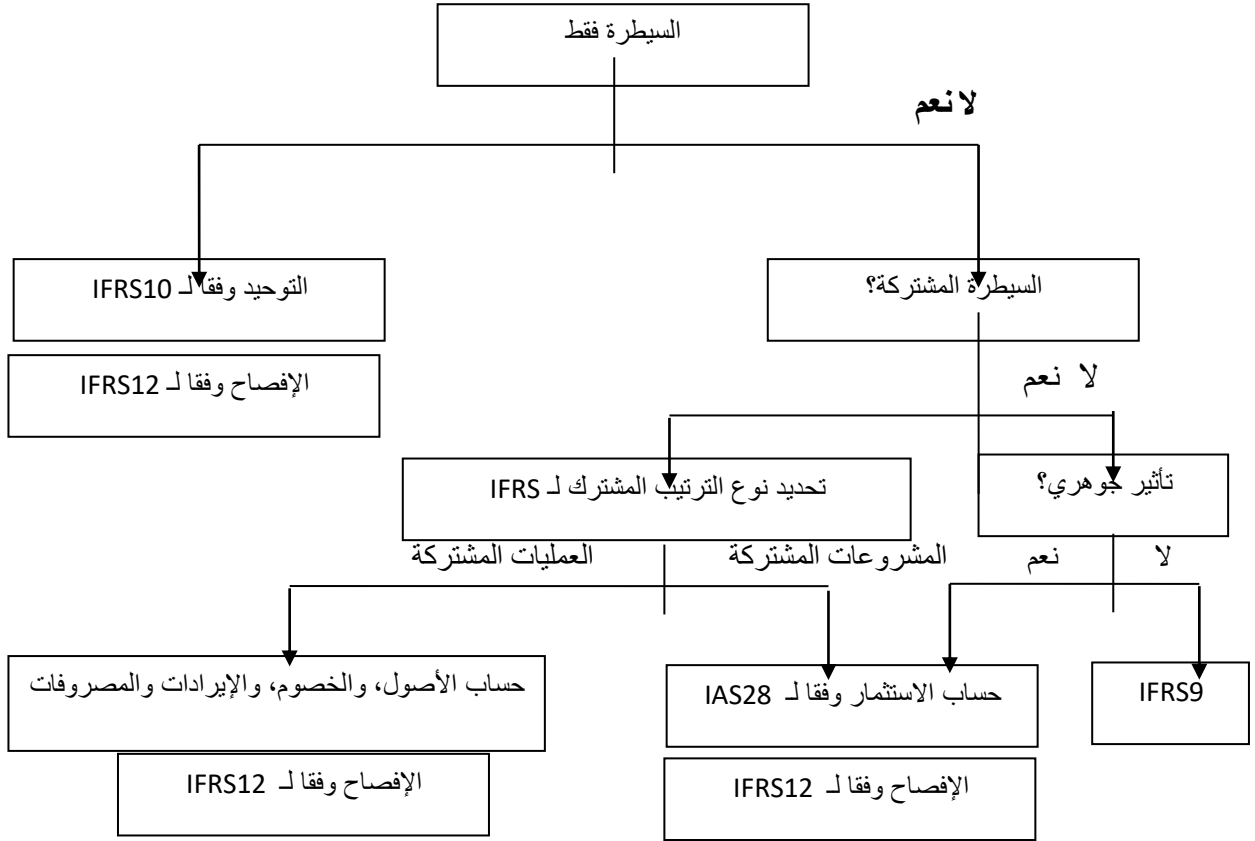 السيطرة فقط
لا نعم
السيطرة المشتركة؟
التوحيد وفقا لـ IFRS10
الإفصاح وفقا لـ IFRS12
لا نعم
تأثير جوهري؟
تحديد نوع الترتيب المشترك لـ IFRS
لا نعم
المشروعات المشتركة
العمليات المشتركة
IFRS9
حساب الاستثمار وفقا لـ IAS28
حساب الأصول، والخصوم، والإيرادات والمصروفات
الإفصاح وفقا لـ IFRS12
الإفصاح وفقا لـ IFRS12